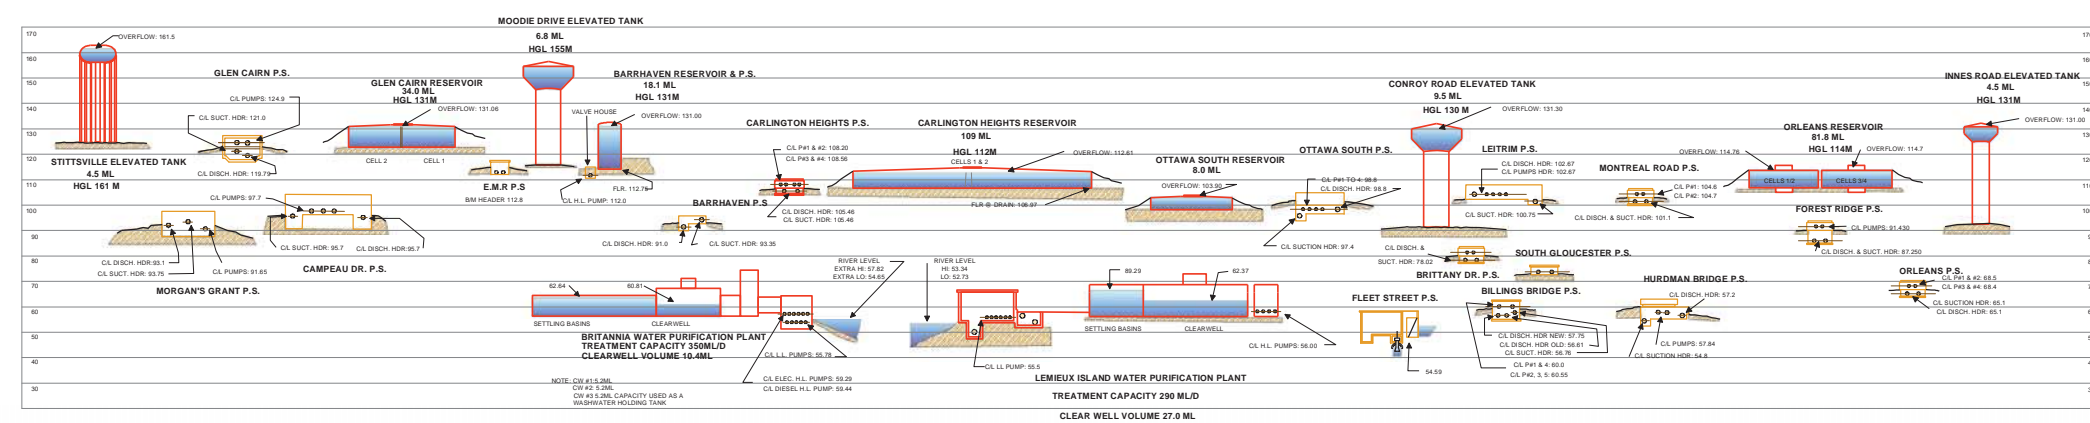 MOODIE DRIVE ELEVATED TANK
6.8 ML
HGL 155M
170
160
150
140
130
120
110
100
90
80
70
60
50
40
30
OVERFLOW: 161.5
STITTSVILLE ELEVATED TANK
4.5 ML
HGL 161 M
GLEN CAIRN P.S.
C/L PUMPS: 124.9
C/L SUCT. HDR: 121.0
C/L DISCH. HDR: 119.79
GLEN CAIRN RESERVOIR
34.0 ML
HGL 131M
OVERFLOW: 131.06
CELL 2
CELL 1
E.M.R P.S
B/M HEADER 112.8
VALVE HOUSE
BARRHAVEN RESERVOIR & P.S.
18.1 ML
HGL 131M
OVERFLOW: 131.00
FLR. 112.75
C/L H.L. PUMP: 112.0
CARLINGTON HEIGHTS P.S.
C/L P#1 & #2: 108.20
C/L P#3 & #4: 108.56
C/L DISCH. HDR: 105.46
C/L SUCT. HDR: 105.46
CARLINGTON HEIGHTS RESERVOIR
109 ML
HGL 112M
CELLS 1 & 2
OVERFLOW: 112.61
FLR @ DRAIN: 106.97
OTTAWA SOUTH RESERVOIR
8.0 ML
OVERFLOW: 103.90
OTTAWA SOUTH P.S.
C/L P#1 TO 4: 98.8
C/L DISCH. HDR: 98.8
C/L SUCTION HDR: 97.4
CONROY ROAD ELEVATED TANK
9.5 ML
HGL 130 M
OVERFLOW: 131.30
LEITRIM P.S.
C/L DISCH. HDR: 102.67
C/L PUMPS HDR: 102.67
C/L SUCT. HDR: 100.75
MONTREAL ROAD P.S.
C/L P#1: 104.6
C/L P#2: 104.7
C/L DISCH. & SUCT. HDR: 101.1
ORLEANS RESERVOIR
81.8 ML
HGL 114M
OVERFLOW: 114.76
OVERFLOW: 114.7
CELLS 1/2
CELLS 3/4
INNES ROAD ELEVATED TANK
4.5 ML
HGL 131M
OVERFLOW: 131.00
FOREST RIDGE P.S.
C/L PUMPS: 91.430
C/L DISCH. & SUCT. HDR: 87.250
C/L PUMPS: 97.7
C/L SUCT. HDR: 95.7
C/L DISCH. HDR: 95.7
CAMPEAU DR. P.S.
C/L DISCH. HDR: 93.1
C/L SUCT. HDR: 93.75
C/L PUMPS: 91.65
MORGAN'S GRANT P.S.
BARRHAVEN P.S
C/L DISCH. HDR: 91.0
C/L SUCT. HDR: 93.35
C/L DISCH. &
SUCT. HDR: 78.02
BRITTANY DR. P.S.
SOUTH GLOUCESTER P.S.
62.64
60.81
SETTLING BASINS
CLEARWELL
BRITANNIA WATER PURIFICATION PLANT
TREATMENT CAPACITY 350ML/D
CLEARWELL VOLUME 10.4ML
RIVER LEVEL
EXTRA HI: 57.82
EXTRA LO: 54.65
C/L L.L. PUMPS: 55.78
C/L ELEC. H.L. PUMPS: 59.29
C/L DIESEL H.L. PUMP: 59.44
NOTE: CW #1: 5.2ML
CW #2: 5.2ML
CW #3 5.2ML CAPACITY USED AS A
WASHWATER HOLDING TANK
RIVER LEVEL
HI: 53.34
LO: 52.73
C/L LL PUMP: 55.5
89.29
62.37
SETTLING BASINS
CLEARWELL
C/L H.L. PUMPS: 56.00
LEMIEUX ISLAND WATER PURIFICATION PLANT
TREATMENT CAPACITY 290 ML/D
CLEAR WELL VOLUME 27.0 ML
FLEET STREET P.S.
54.59
BILLINGS BRIDGE P.S.
C/L DISCH. HDR NEW: 57.75
C/L DISCH. HDR OLD: 56.61
C/L SUCT. HDR: 56.76
C/L P#1 & 4: 60.0
C/L P#2, 3, 5: 60.55
HURDMAN BRIDGE P.S.
C/L DISCH. HDR: 57.2
C/L PUMPS: 57.84
C/L SUCTION HDR: 54.8
ORLEANS P.S.
C/L P#1 & #2: 68.5
C/L P#3 & #4: 68.4
C/L SUCTION HDR: 65.1
C/L DISCH. HDR: 65.1